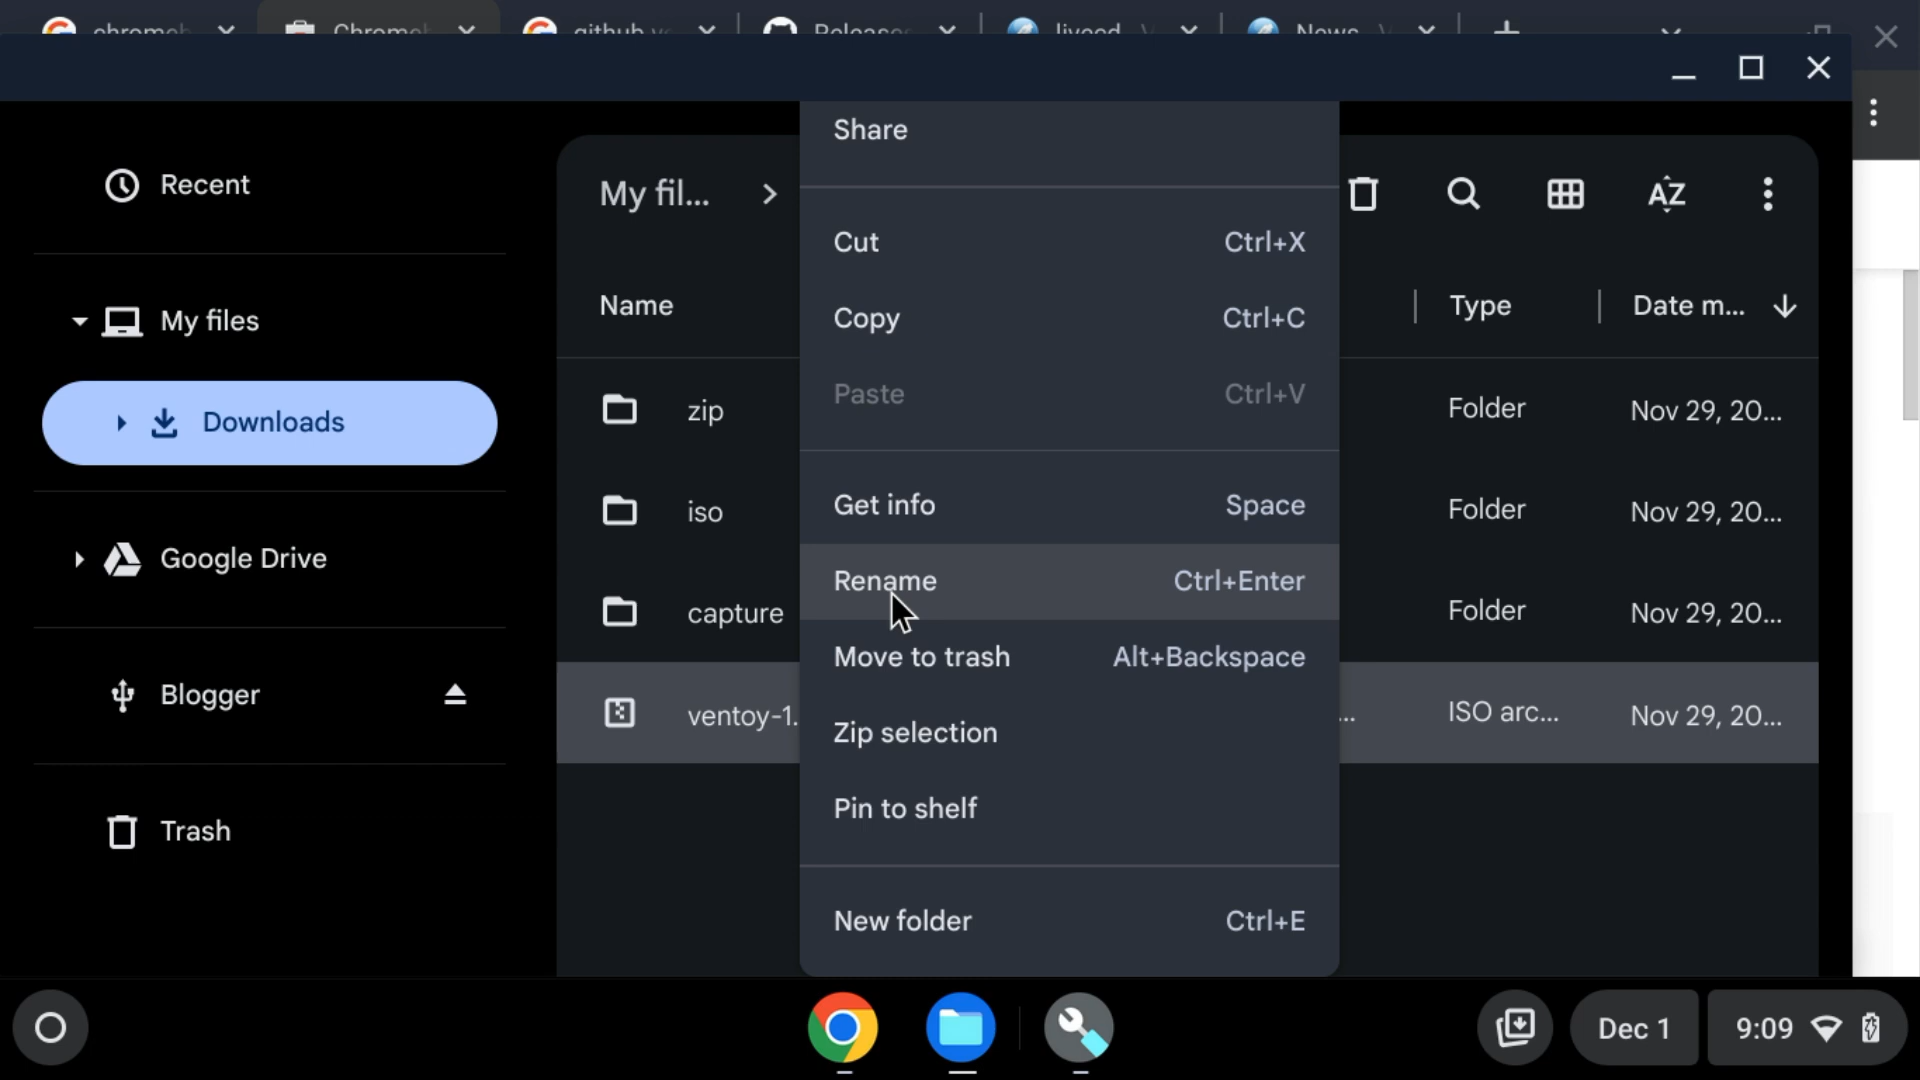 Recent
My files
Downloads
Google Drive
Blogger
Trash
My fil...
Name
Type
Date m...
zip
Folder
Nov 29, 20...
iso
Folder
Nov 29, 20...
capture
Folder
Nov 29, 20...
ventoy-1.
...
ISO arc...
Nov 29, 20...
Share
Cut Ctrl+X
Copy Ctrl+C
Paste Ctrl+V
Get info Space
Rename Ctrl+Enter
Move to trash Alt+Backspace
Zip selection
Pin to shelf
New folder Ctrl+E
Dec 1
9:09